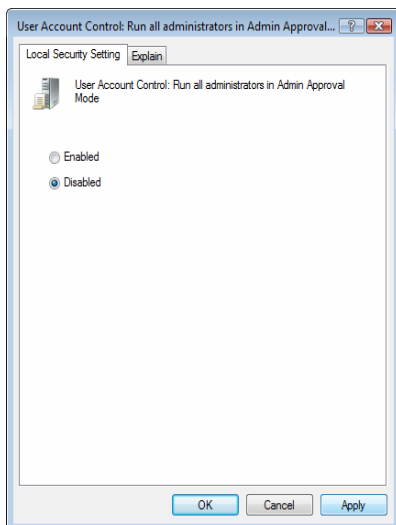 User Account Control: Run all administrators in Admin Approval...
Local Security Setting
Explain
User Account Control: Run all administrators in Admin Approval
Mode
Enabled
Disabled
OK
Cancel
Apply